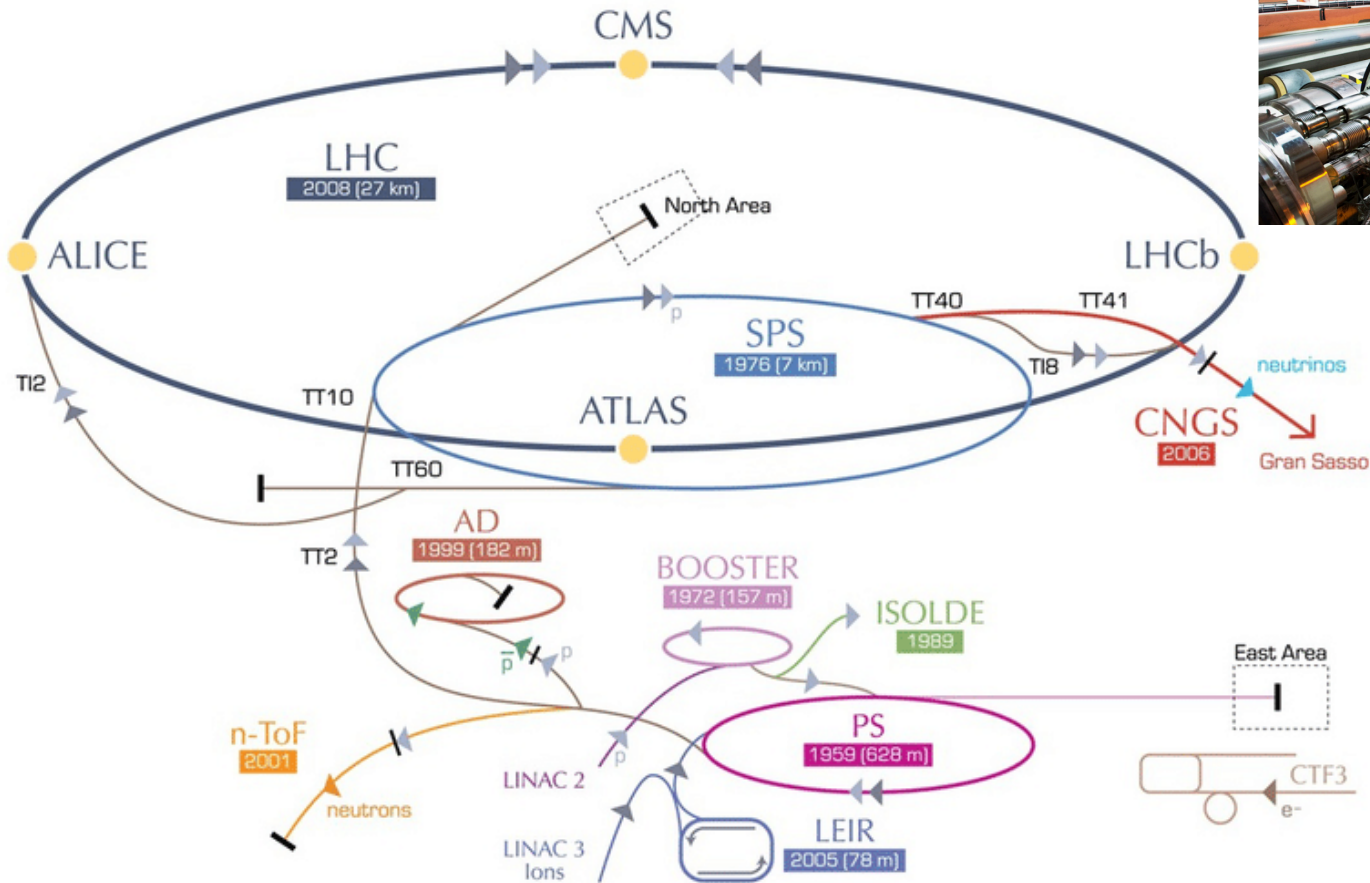 CMS
LHC
2008 (27 km)
North Area
ALICE
LHCb
TT40
TT41
p
SPS
1976 (7 km)
TI8
neutrinos
TI2
TT10
ATLAS
CNGS
2006
Gran Sasso
TT60
AD
1999 (182 m)
TT2
BOOSTER
1972 (157 m)
ISOLDE
1989
p̅
p
East Area
n-ToF
2001
PS
1959 (628 m)
LINAC 2
p
CTF3
e-
neutrons
LEIR
2005 (78 m)
LINAC 3
Ions